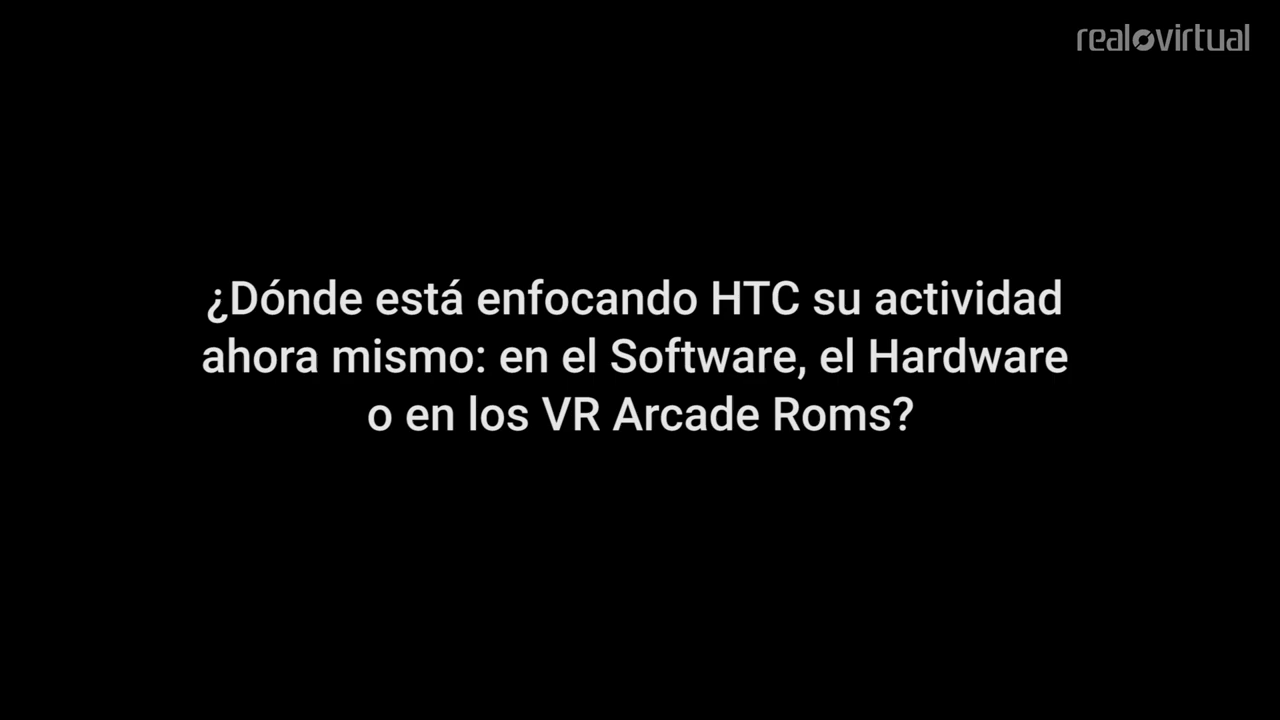 realovirtual
¿Dónde está enfocando HTC su actividad
ahora mismo: en el Software, el Hardware
o en los VR Arcade Roms?